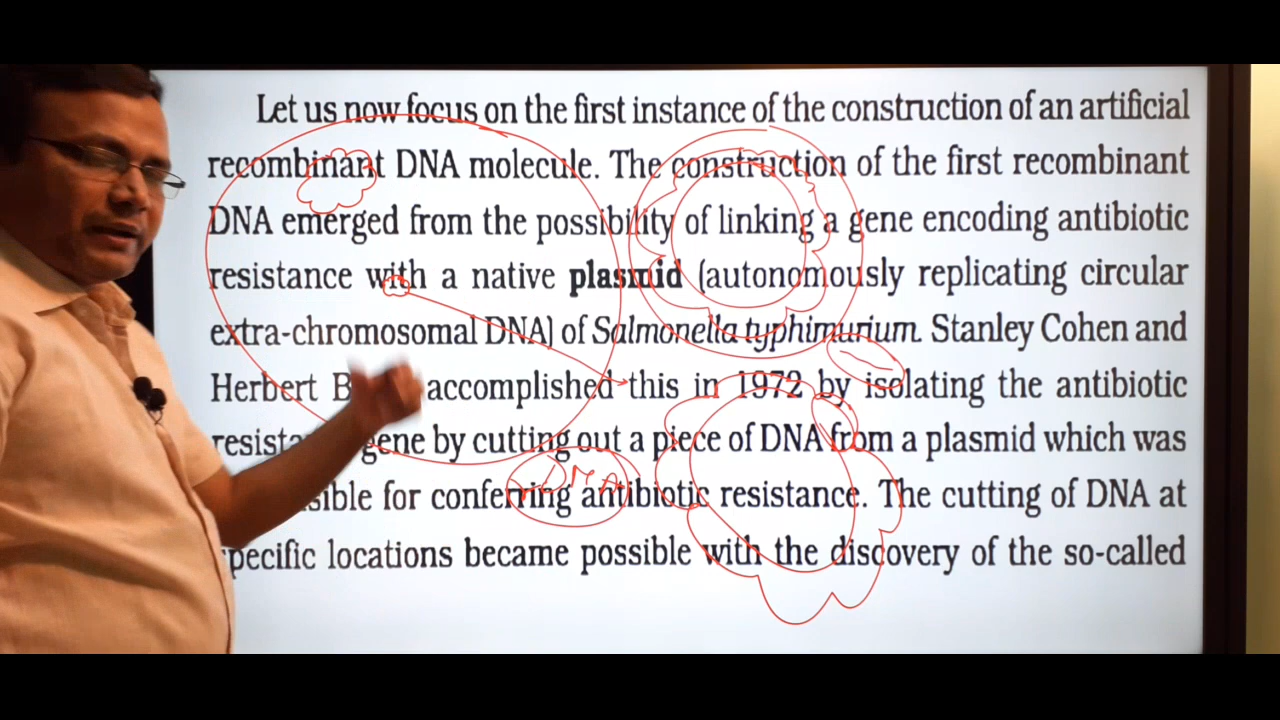 Let us now focus on the first instance of the construction of an artificial
recombinant DNA molecule. The construction of the first recombinant
DNA emerged from the possibility of linking a gene encoding antibiotic
resistance with a native plasmid (autonomously replicating circular
extra-chromosomal DNA) of Salmonella typhimurium. Stanley Cohen and
Herbert B accomplished this in 1972 by isolating the antibiotic
resista gene by cutting out a piece of DNA from a plasmid which was
sible for conferring antibiotic resistance. The cutting of DNA at
pecific locations became possible with the discovery of the so-called